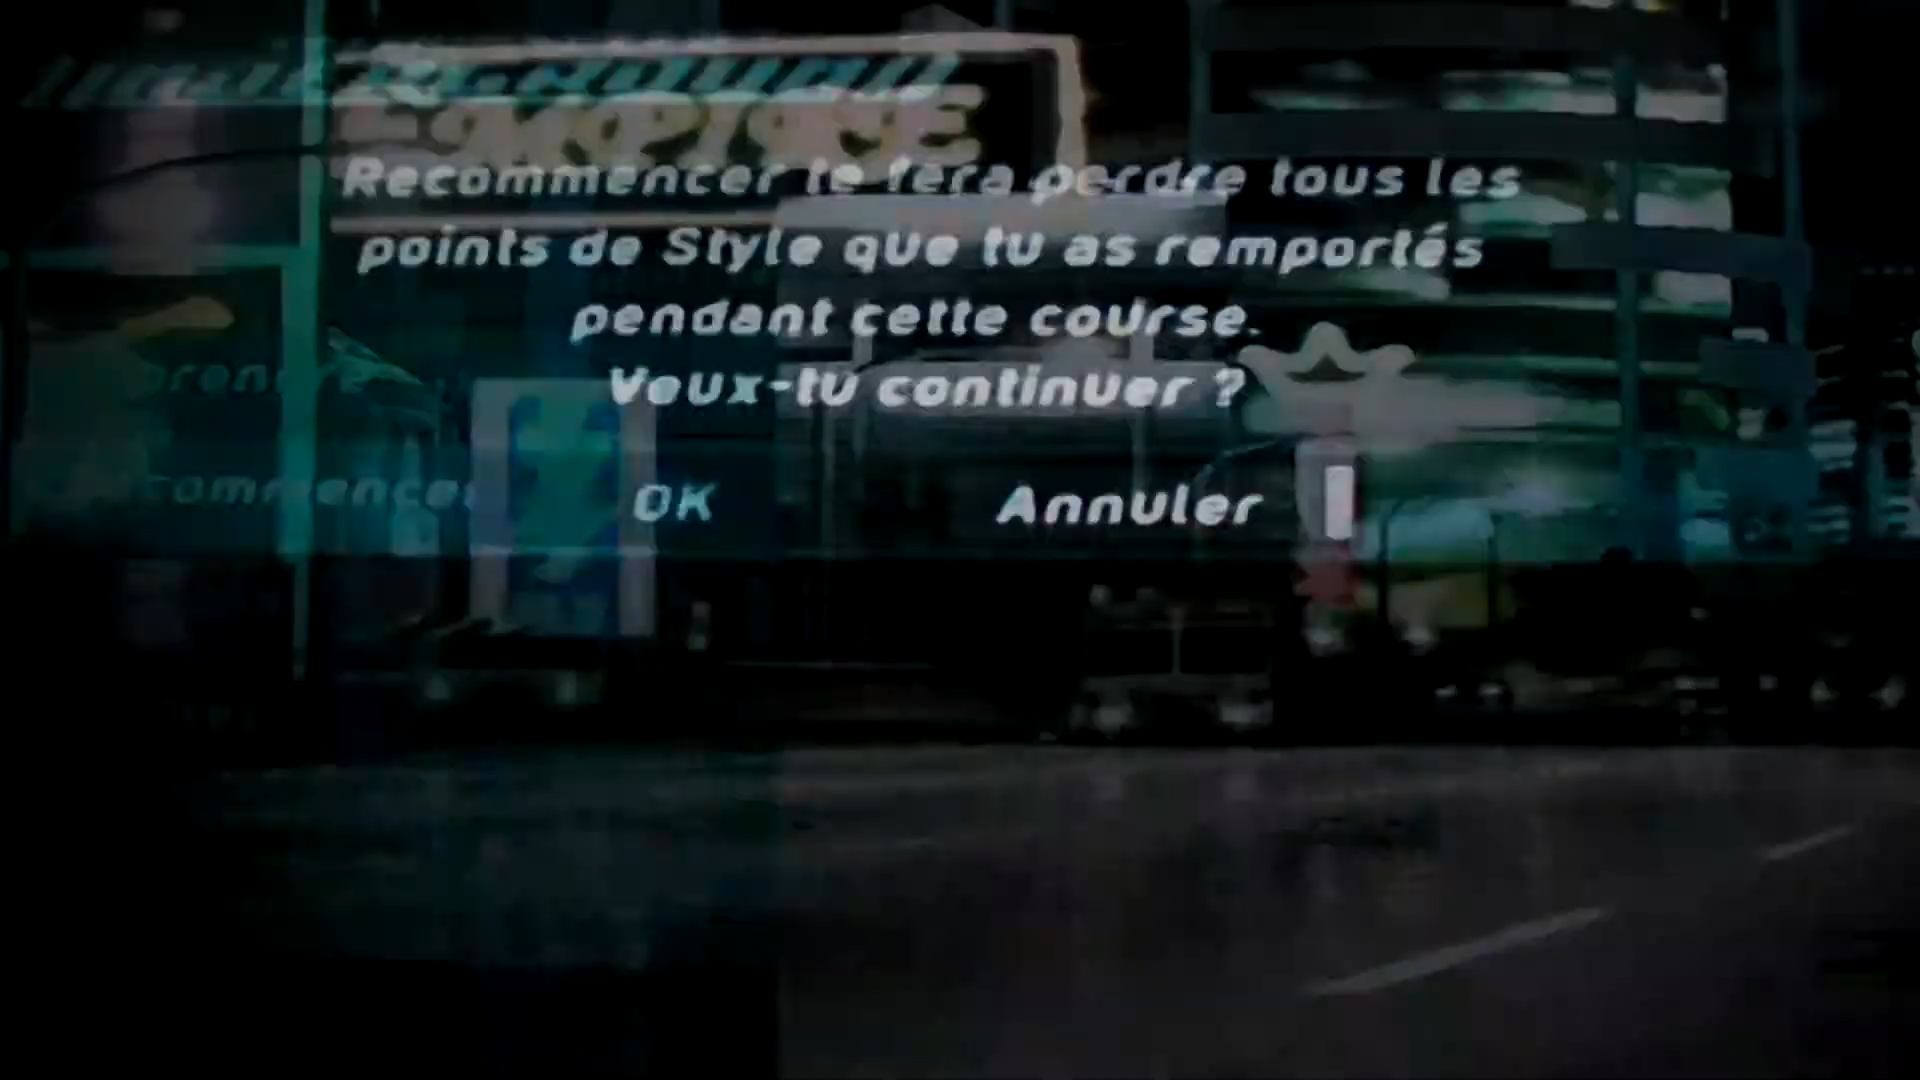 EMPIRE
Recommencer te fera perdre tous les
points de Style que tu as remportés
pendant cette course.
Veux-tu continuer ?
OK
Annuler